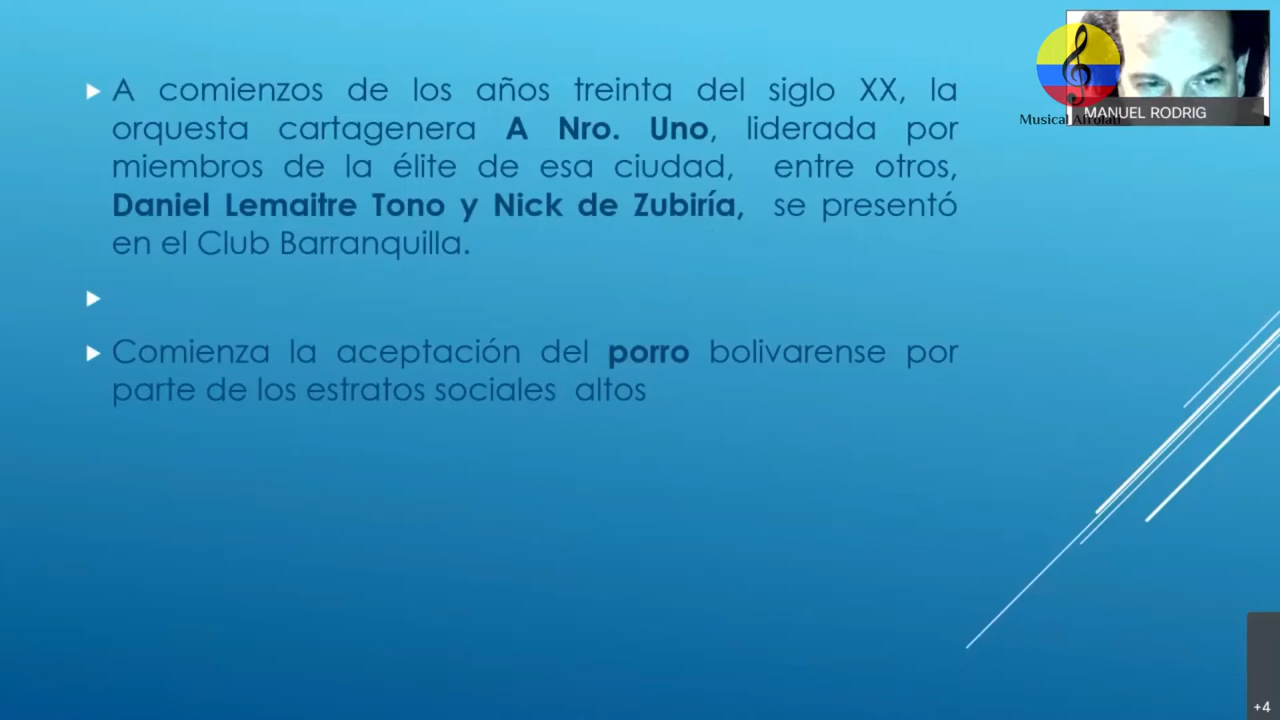 A comienzos de los años treinta del siglo XX, la
orquesta cartagenera A Nro. Uno, liderada por
miembros de la élite de esa ciudad, entre otros,
Daniel Lemaitre Tono y Nick de Zubiría, se presentó
en el Club Barranquilla.
Comienza la aceptación del porro bolivarense por
parte de los estratos sociales altos
MANUEL RODRIG
Musical Afrolati
+4